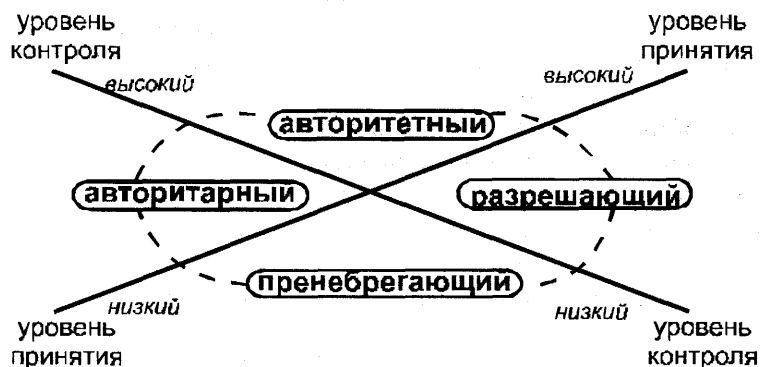 уровень
контроля
уровень
принятия
высокий
высокий
авторитетный
авторитарный
разрешающий
пренебрегающий
низкий
низкий
уровень
принятия
уровень
контроля